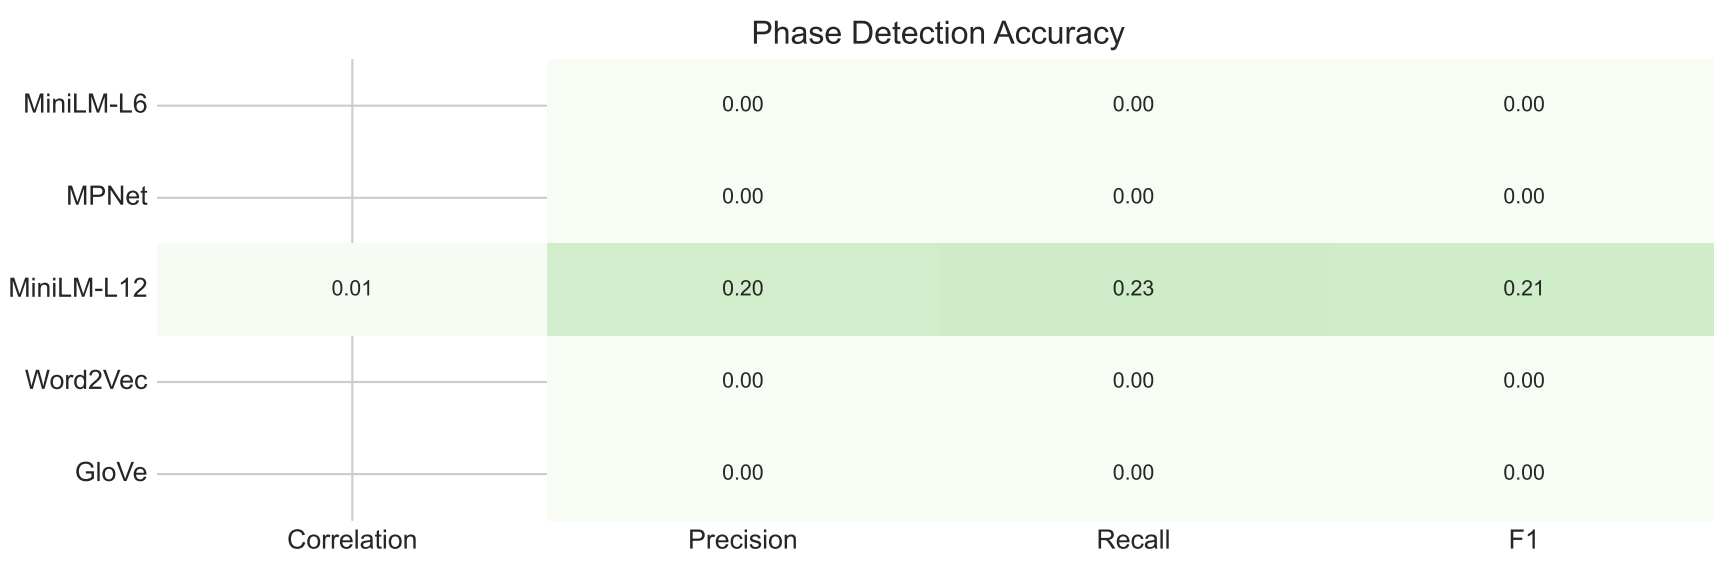 Phase Detection Accuracy
MiniLM-L6 0.00 0.00 0.00
MPNet 0.00 0.00 0.00
MiniLM-L12 0.01 0.20 0.23 0.21
Word2Vec 0.00 0.00 0.00
GloVe 0.00 0.00 0.00
Correlation Precision Recall F1